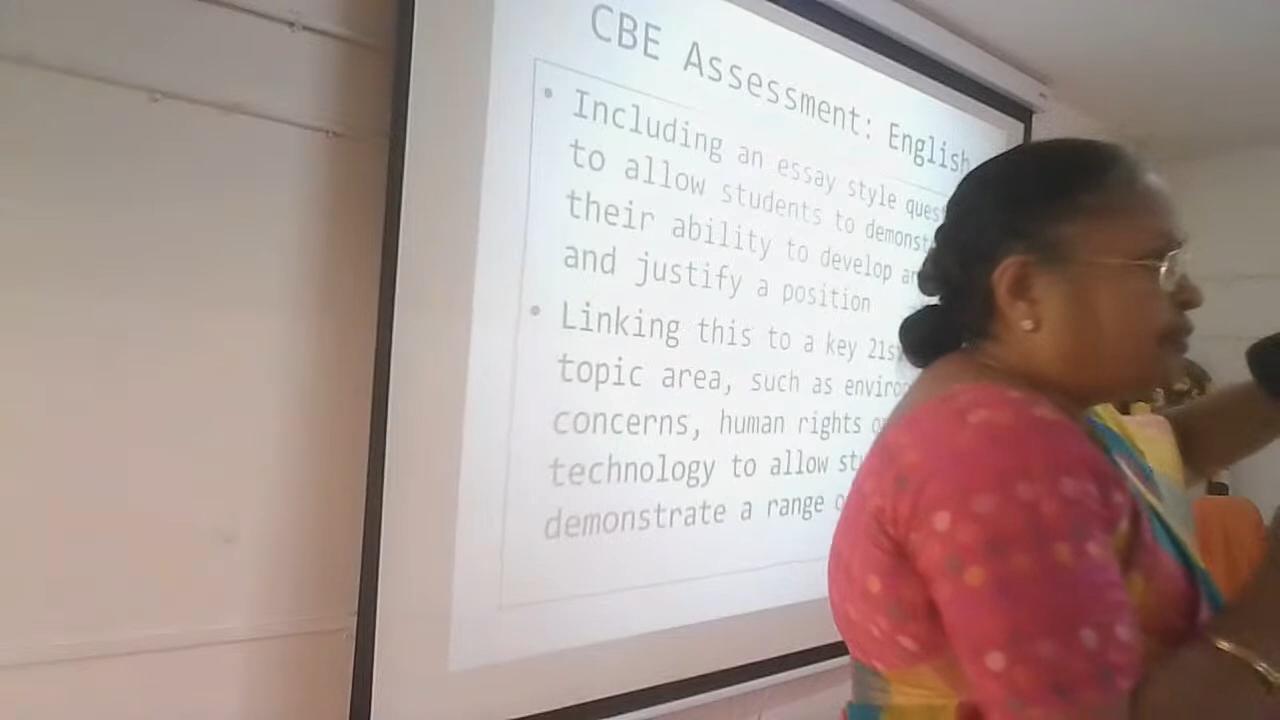 CBE Assessment: English
• Including an essay style
to allow students to
their ability to develop
and justify a position
• Linking this to a key
topic area, such as
concerns, human rights
technology to allow
demonstrate a range